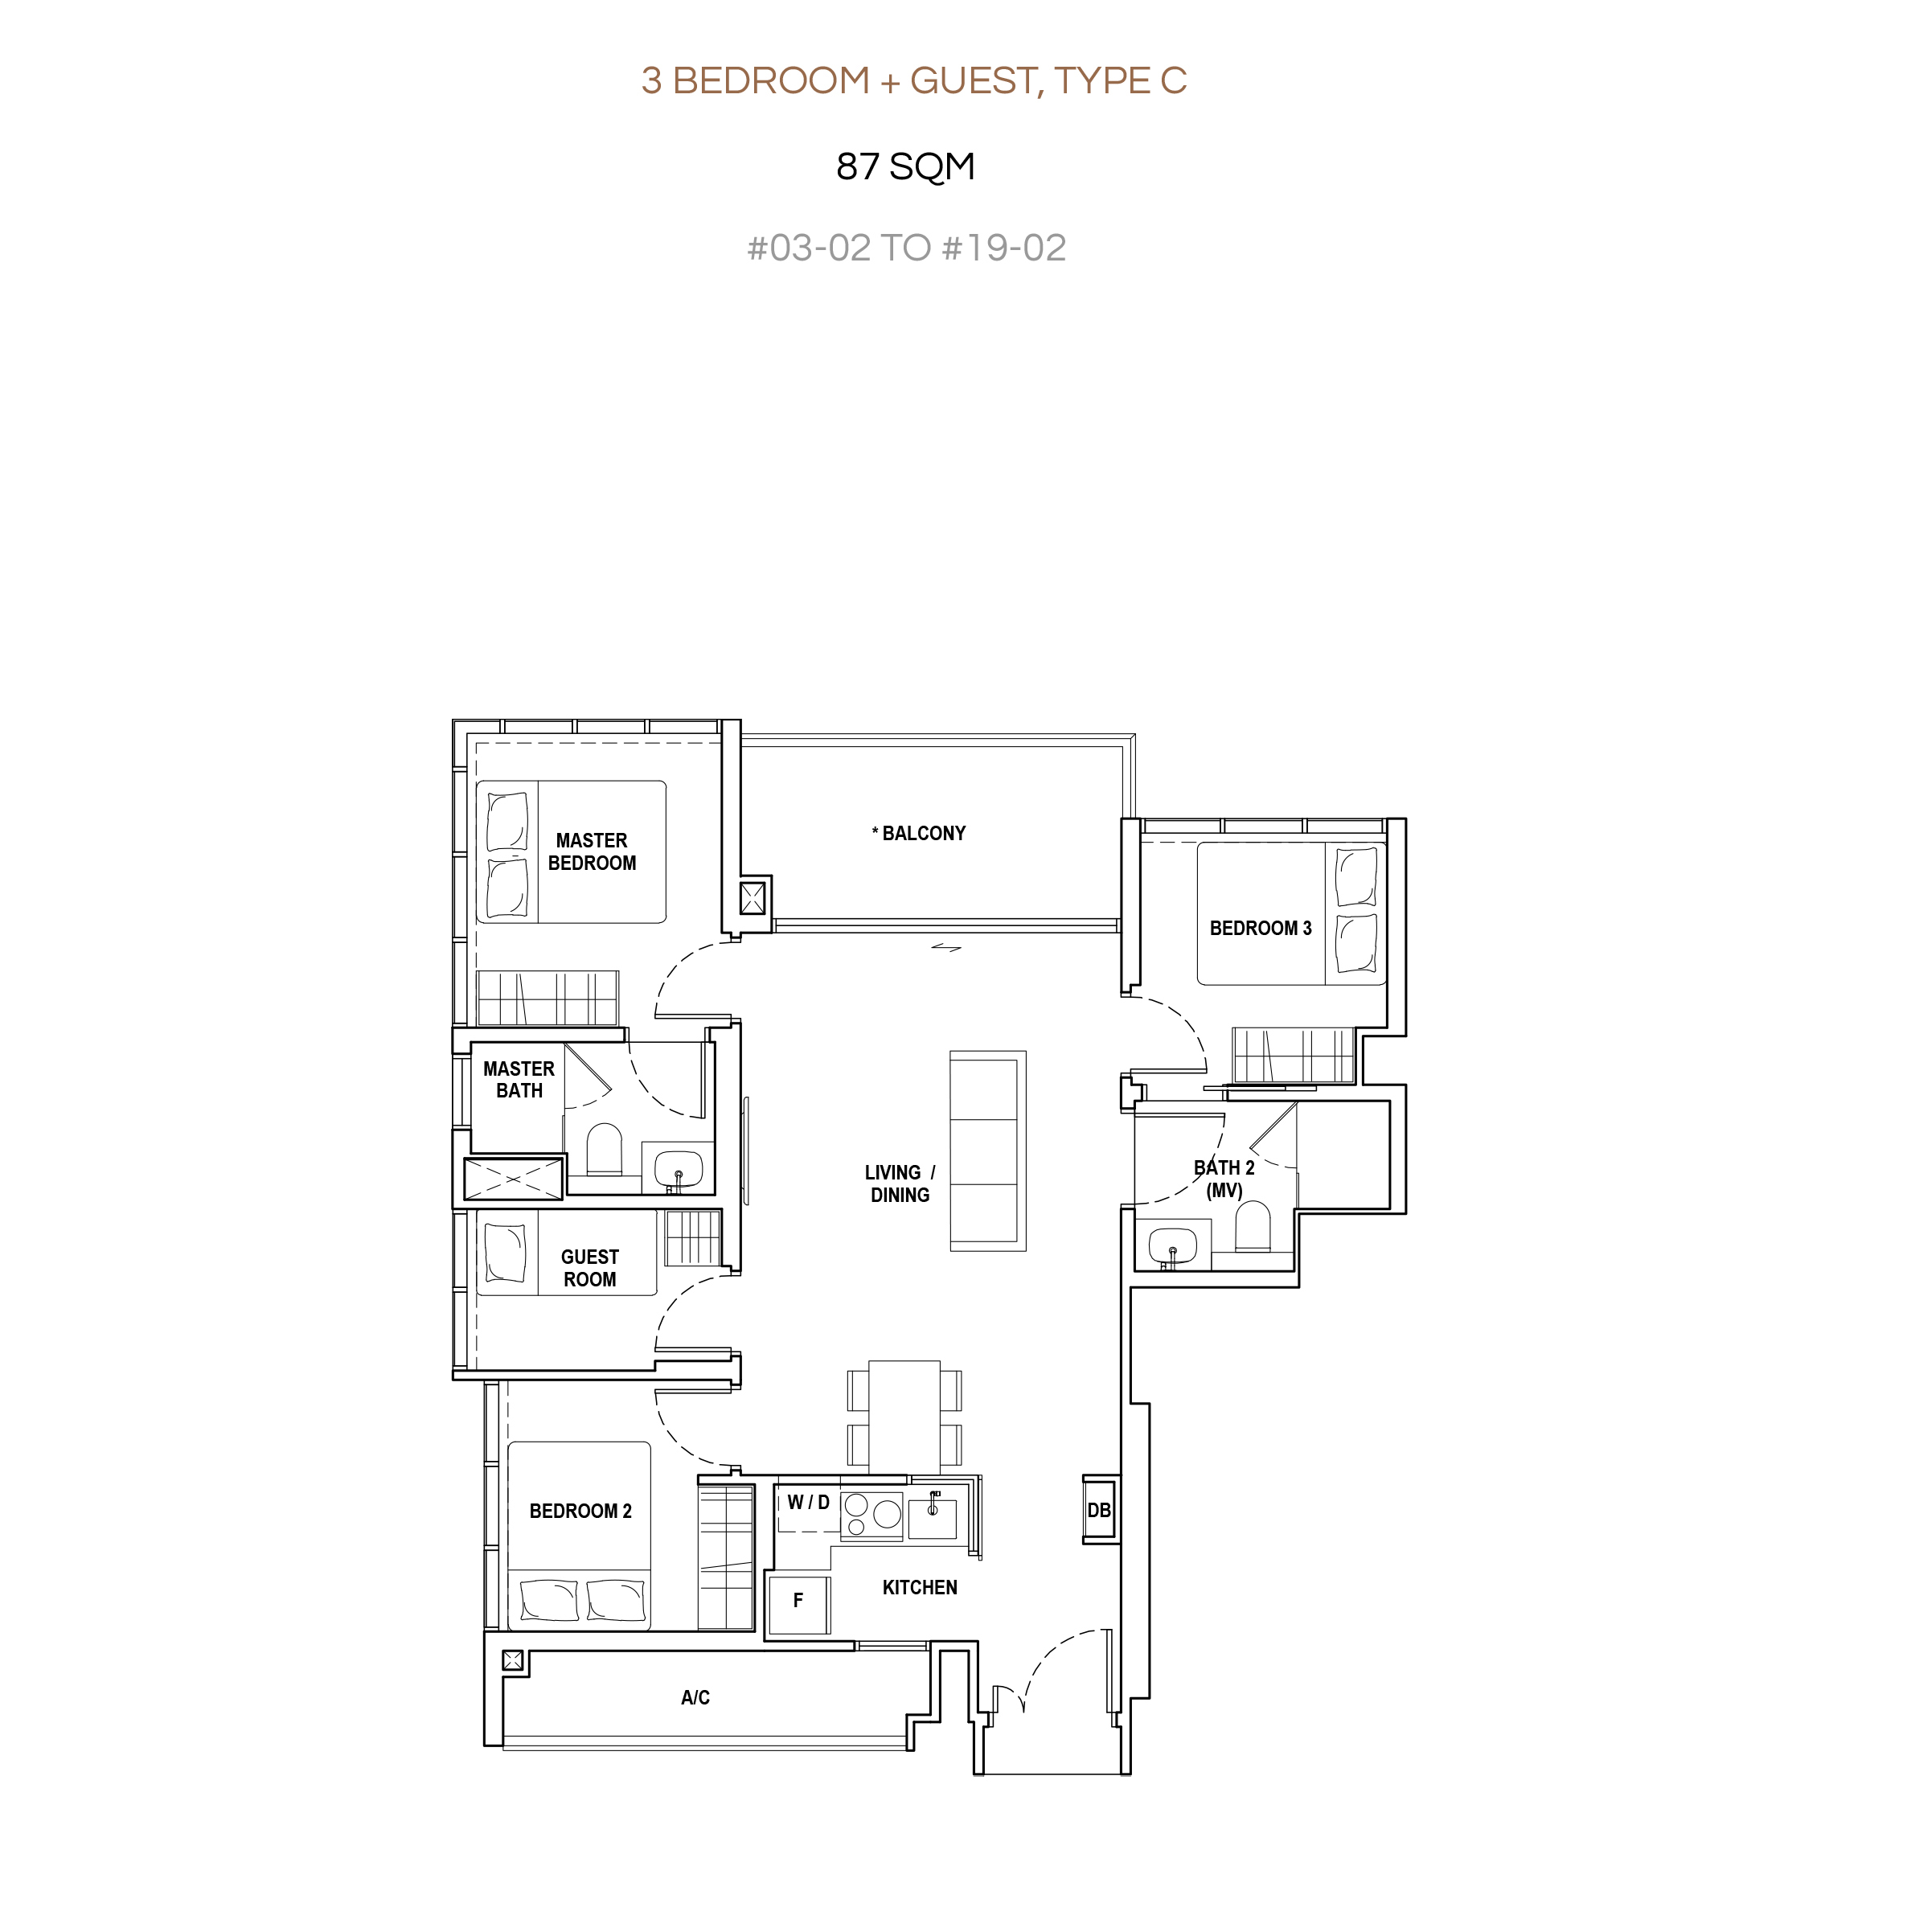 3 BEDROOM + GUEST, TYPE C
87 SQM
#03-02 TO #19-02
MASTER
BEDROOM
* BALCONY
BEDROOM 3
MASTER
BATH
LIVING /
DINING
BATH 2
(MV)
GUEST
ROOM
BEDROOM 2
W / D
DB
KITCHEN
F
A/C